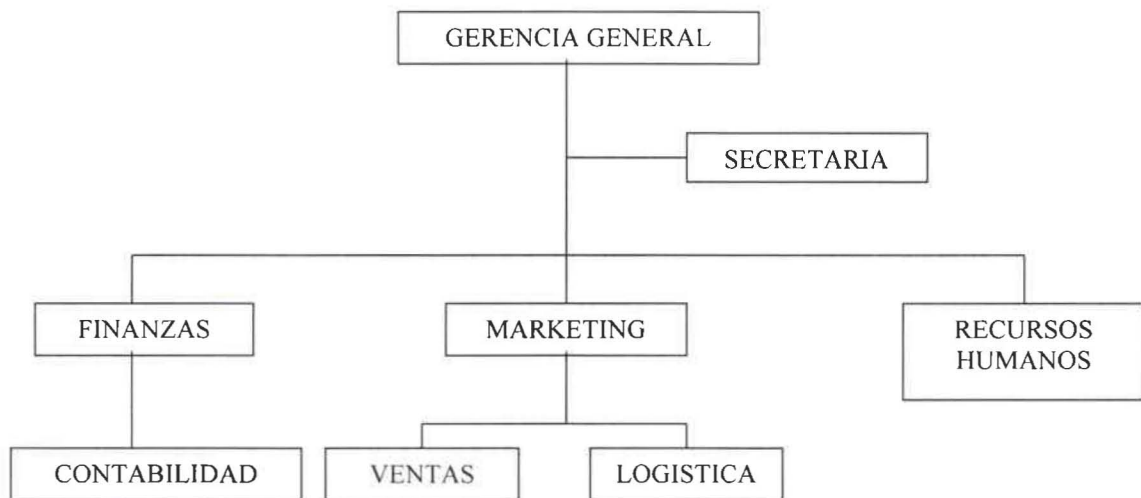 GERENCIA GENERAL
SECRETARIA
FINANZAS
MARKETING
RECURSOS
HUMANOS
CONTABILIDAD
VENTAS
LOGISTICA